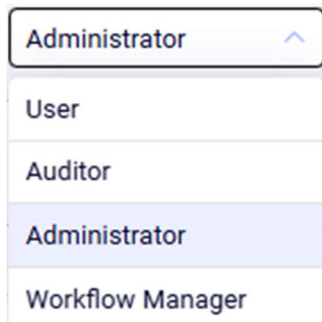 Administrator
User
Auditor
Administrator
Workflow Manager